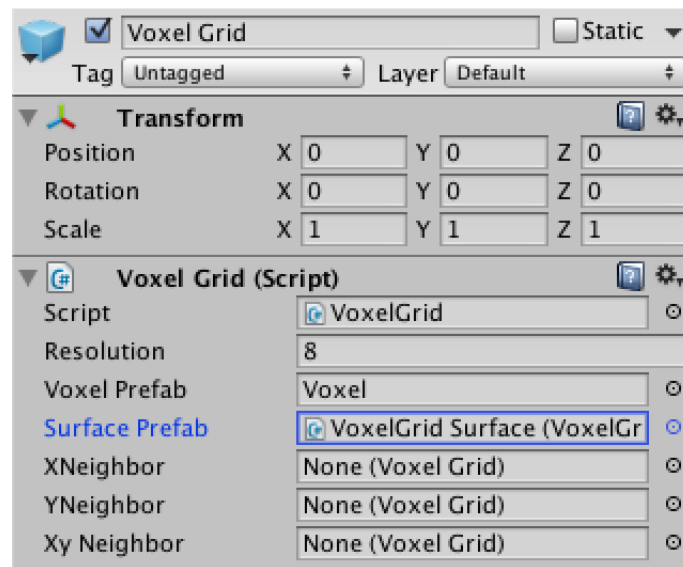 Voxel Grid Static
Tag Untagged Layer Default
Transform
Position X 0 Y 0 Z 0
Rotation X 0 Y 0 Z 0
Scale X 1 Y 1 Z 1
Voxel Grid (Script)
Script VoxelGrid
Resolution 8
Voxel Prefab Voxel
Surface Prefab VoxelGrid Surface (VoxelGr
XNeighbor None (Voxel Grid)
YNeighbor None (Voxel Grid)
Xy Neighbor None (Voxel Grid)